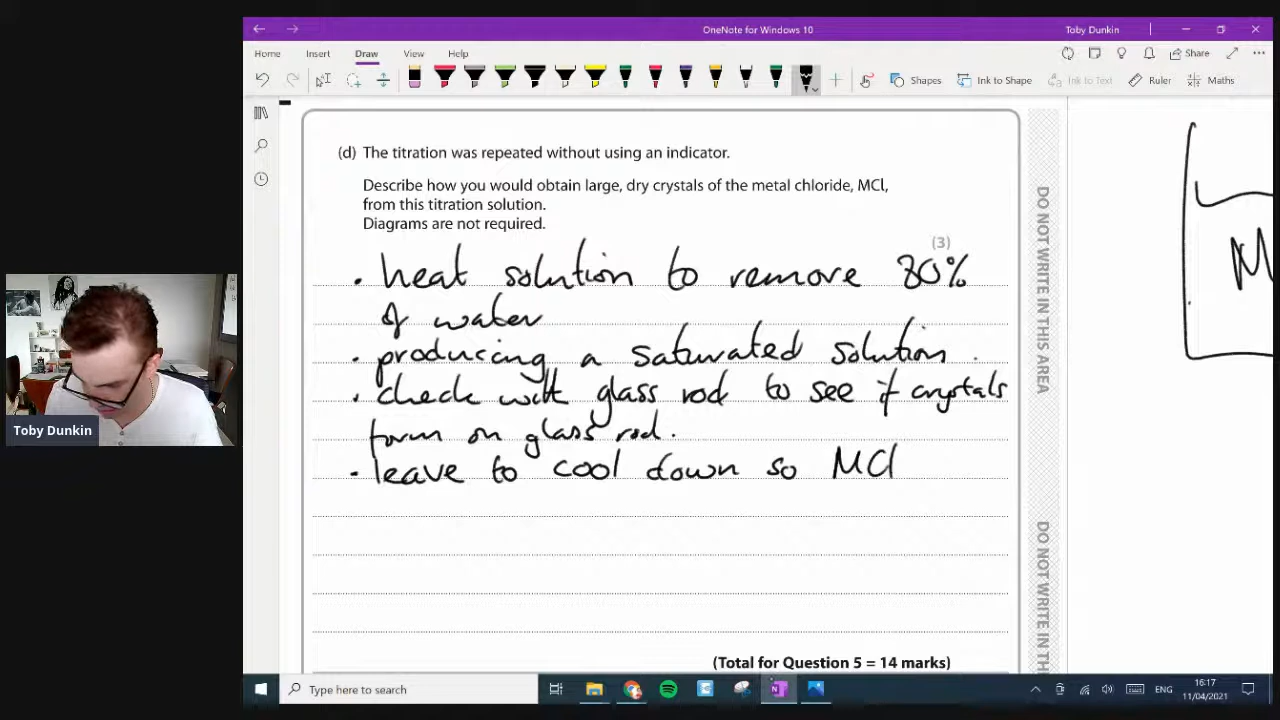 OneNote for Windows 10
Toby Dunkin
Home Insert Draw View Help
Share
Shapes Ink to Shape Ink to Text Ruler Maths
(d) The titration was repeated without using an indicator.
Describe how you would obtain large, dry crystals of the metal chloride, MCl,
from this titration solution.
Diagrams are not required.
(3)
• heat solution to remove 80%
of water
• producing a saturated solution.
• check with glass rod to see if crystals
form on glass rod.
• leave to cool down so MCl
(Total for Question 5 = 14 marks)
DO NOT WRITE IN THIS AREA
DO NOT WRITE IN TH
M
Toby Dunkin
Type here to search
ENG
16:17
11/04/2021